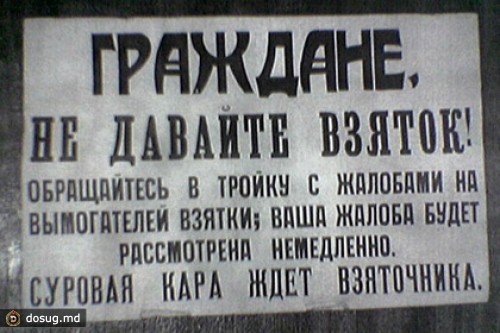 ГРАЖДАНЕ,
НЕ ДАВАЙТЕ ВЗЯТОК!
ОБРАЩАЙТЕСЬ В ТРОЙКУ С ЖАЛОБАМИ НА
ВЫМОГАТЕЛЕЙ ВЗЯТКИ; ВАША ЖАЛОБА БУДЕТ
РАССМОТРЕНА НЕМЕДЛЕННО.
СУРОВАЯ КАРА ЖДЕТ ВЗЯТОЧНИКА.
dosug.md